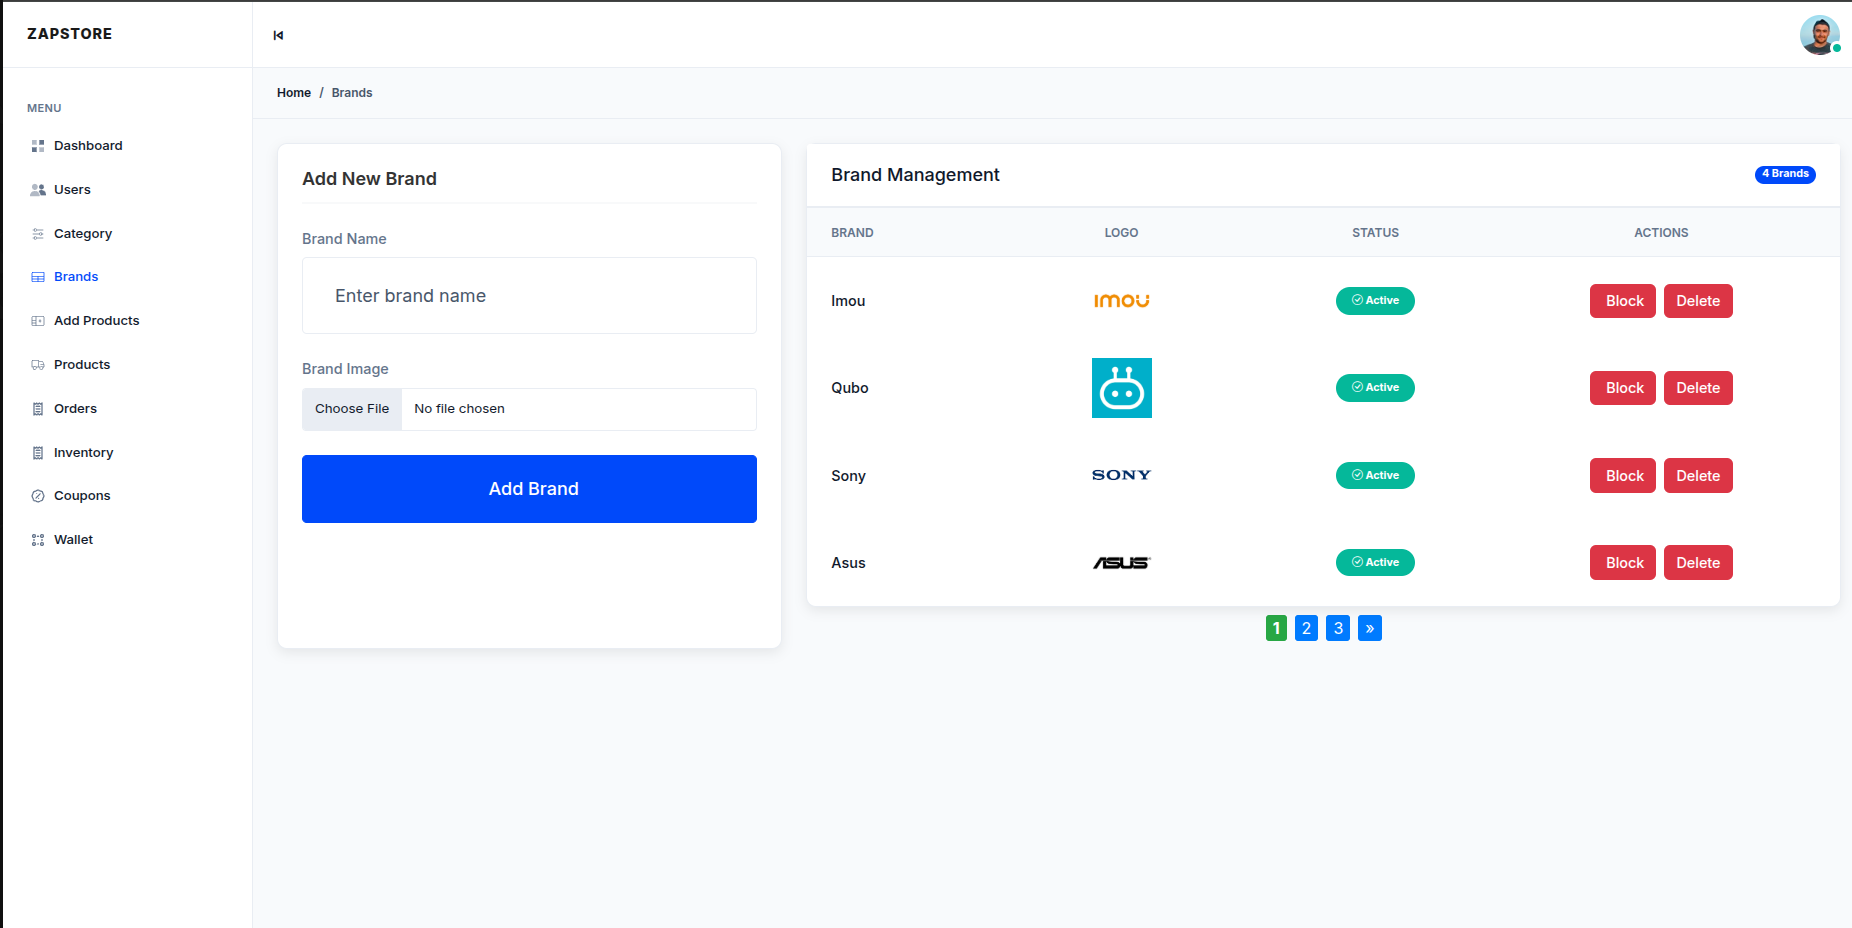 ZAPSTORE
MENU
Dashboard
Users
Category
Brands
Add Products
Products
Orders
Inventory
Coupons
Wallet
Home / Brands
Add New Brand
Brand Name
Enter brand name
Brand Image
Choose File No file chosen
Add Brand
Brand Management 4 Brands
BRAND LOGO STATUS ACTIONS
Imou imou Active Block Delete
Qubo Active Block Delete
Sony SONY Active Block Delete
Asus ASUS Active Block Delete
1 2 3 »